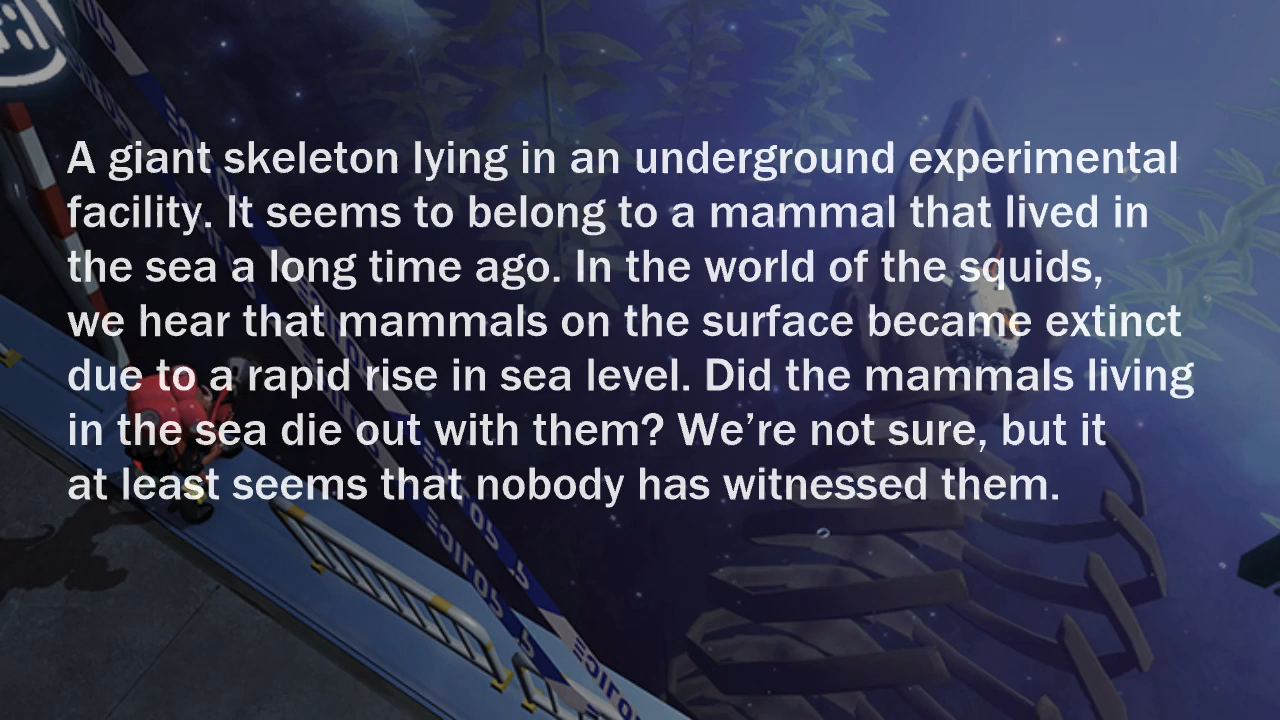 A giant skeleton lying in an underground experimental
facility. It seems to belong to a mammal that lived in
the sea a long time ago. In the world of the squids,
we hear that mammals on the surface became extinct
due to a rapid rise in sea level. Did the mammals living
in the sea die out with them? We’re not sure, but it
at least seems that nobody has witnessed them.